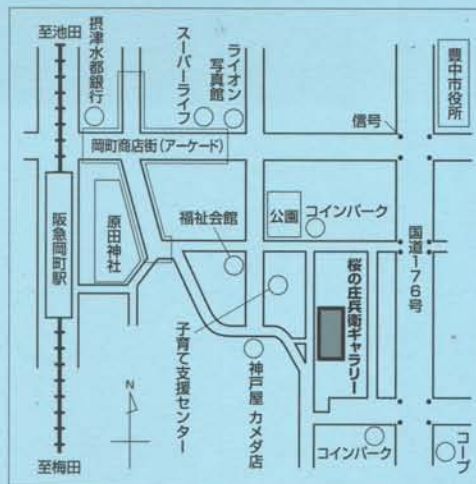 至池田
摂津水都銀行
スーパーライフ
ライオン
写真館
豊中市役所
信号
岡町商店街(アーケード)
阪急岡町駅
原田神社
福祉会館
公園
コインパーク
国道176号
桜の庄兵衛ギャラリー
子育て支援センター
神戸屋 カメダ店
N
至梅田
コインパーク
コープ